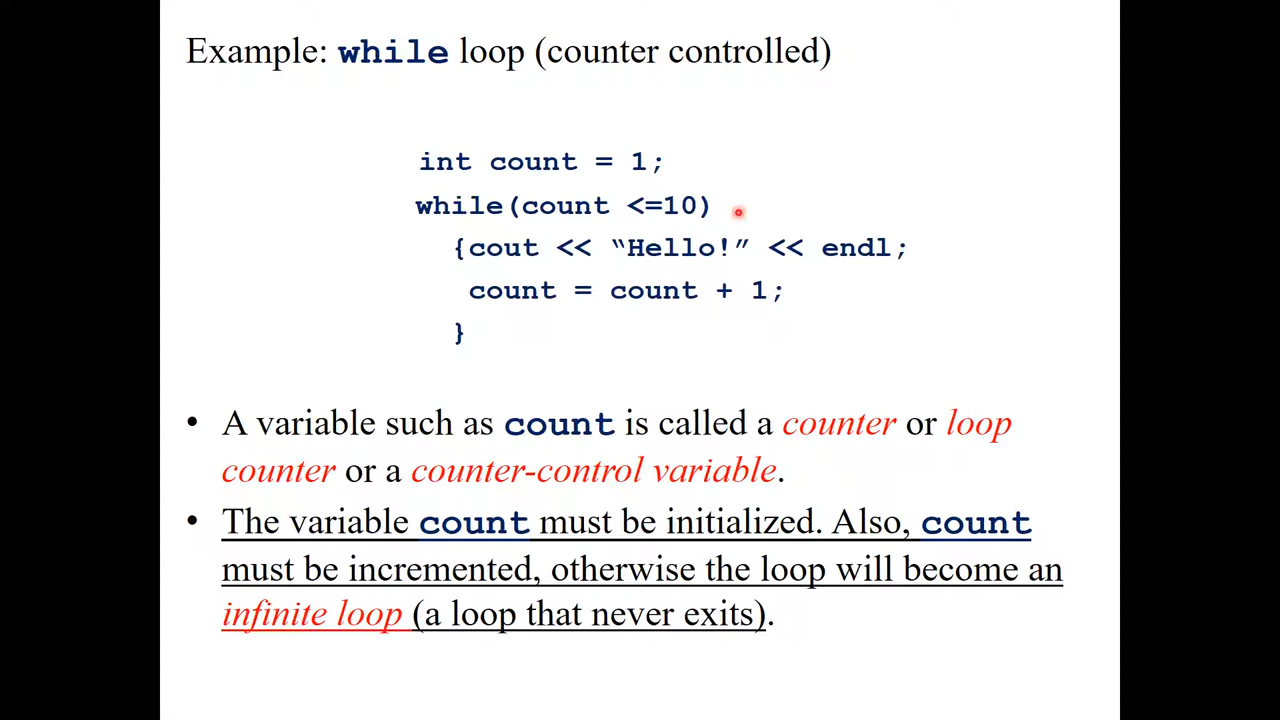 Example: while loop (counter controlled)
int count = 1;
while(count <=10)
{cout << “Hello!” << endl;
count = count + 1;
}
• A variable such as count is called a counter or loop
counter or a counter-control variable.
• The variable count must be initialized. Also, count
must be incremented, otherwise the loop will become an
infinite loop (a loop that never exits).